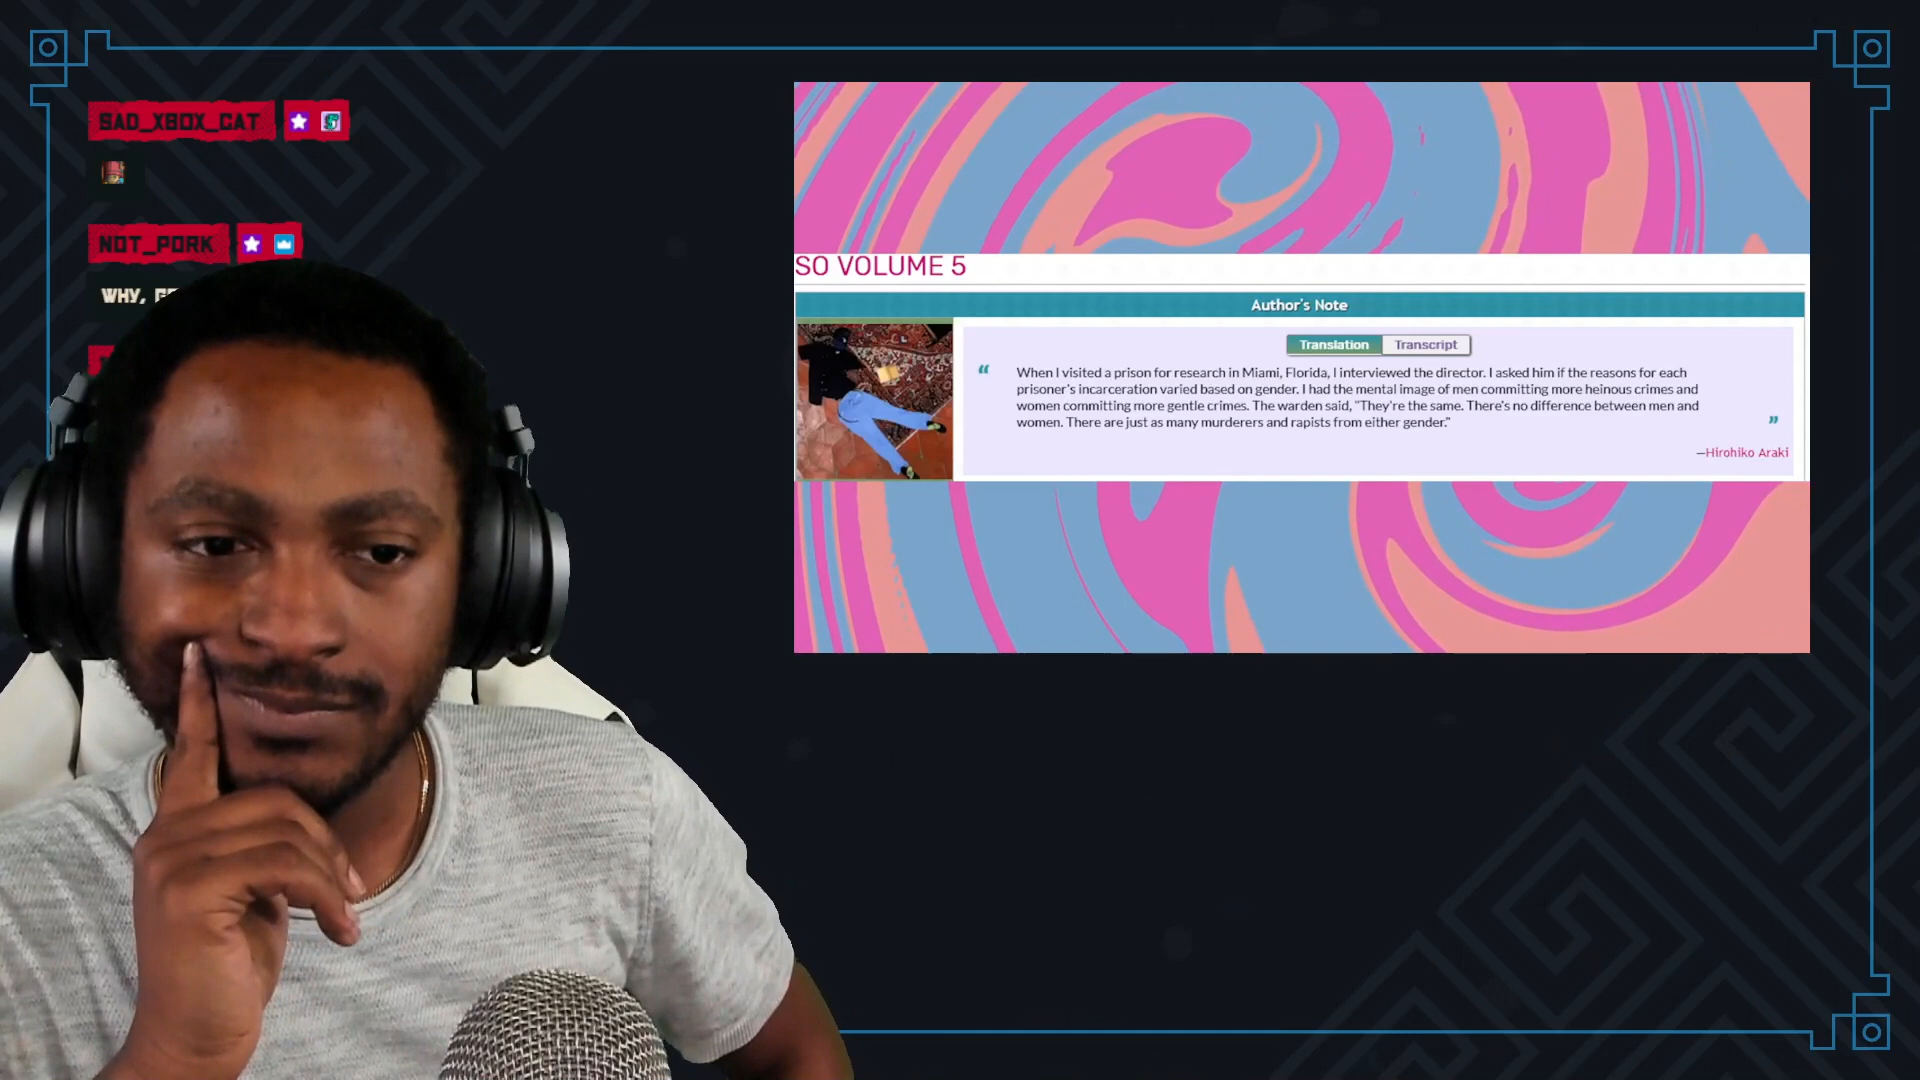 SAD_XBOX_CAT
NOT_PORK
WHY,
SO VOLUME 5
Author's Note
Translation Transcript
“ When I visited a prison for research in Miami, Florida, I interviewed the director. I asked him if the reasons for each
prisoner's incarceration varied based on gender. I had the mental image of men committing more heinous crimes and
women committing more gentle crimes. The warden said, "They're the same. There's no difference between men and
women. There are just as many murderers and rapists from either gender." ”
—Hirohiko Araki